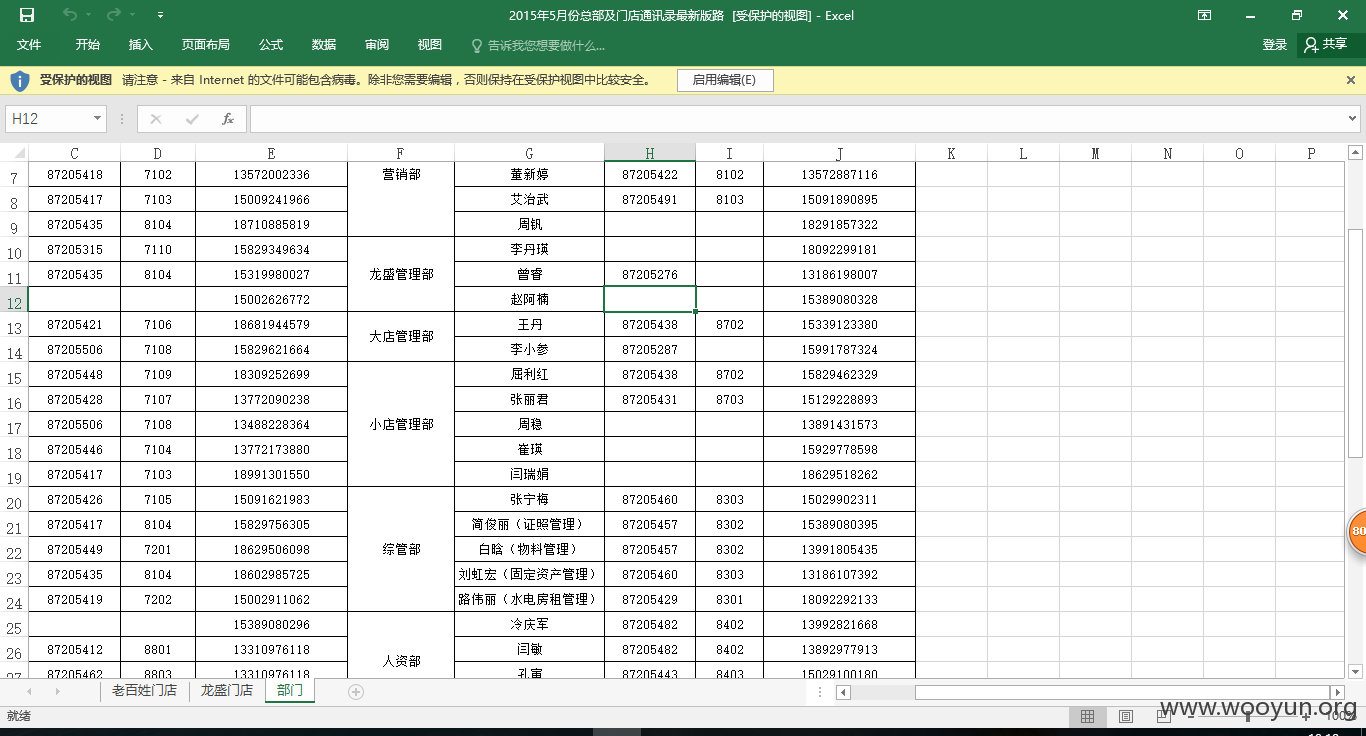 2015年5月份总部及门店通讯录最新版路 [受保护的视图] - Excel
文件 开始 插入 页面布局 公式 数据 审阅 视图 告诉我您想要做什么... 登录 共享
受保护的视图 请注意 - 来自 Internet 的文件可能包含病毒。除非您需要编辑，否则保持在受保护视图中比较安全。 启用编辑(E)
H12 fx
C D E F G H I J K L M N O P
7 87205418 7102 13572002336 营销部 董新婷 87205422 8102 13572887116
8 87205417 7103 15009241966 艾治武 87205491 8103 15091890895
9 87205435 8104 18710885819 周钒 18291857322
10 87205315 7110 15829349634 李丹瑛 18092299181
11 87205435 8104 15319980027 龙盛管理部 曾睿 87205276 13186198007
12 15002626772 赵阿楠 15389080328
13 87205421 7106 18681944579 大店管理部 王丹 87205438 8702 15339123380
14 87205506 7108 15829621664 李小参 87205287 15991787324
15 87205448 7109 18309252699 屈利红 87205438 8702 15829462329
16 87205428 7107 13772090238 张丽君 87205431 8703 15129228893
17 87205506 7108 13488228364 小店管理部 周稳 13891431573
18 87205446 7104 13772173880 崔瑛 15929778598
19 87205417 7103 18991301550 闫瑞娟 18629518262
20 87205426 7105 15091621983 张宁梅 87205460 8303 15029902311
21 87205417 8104 15829756305 简俊丽（证照管理） 87205457 8302 15389080395
22 87205449 7201 18629506098 综管部 白晗（物料管理） 87205457 8302 13991805435
23 87205435 8104 18602985725 刘虹宏（固定资产管理） 87205460 8303 13186107392
24 87205419 7202 15002911062 路伟丽（水电房租管理） 87205429 8301 18092292133
25 15389080296 冷庆军 87205482 8402 13992821668
26 87205412 8801 13310976118 人资部 闫敏 87205482 8402 13892977913
27 87205462 8803 13310976118 孔寅 87205443 8403 15029100180
80
老百姓门店 龙盛门店 部门
就绪 100%
www.wooyun.org